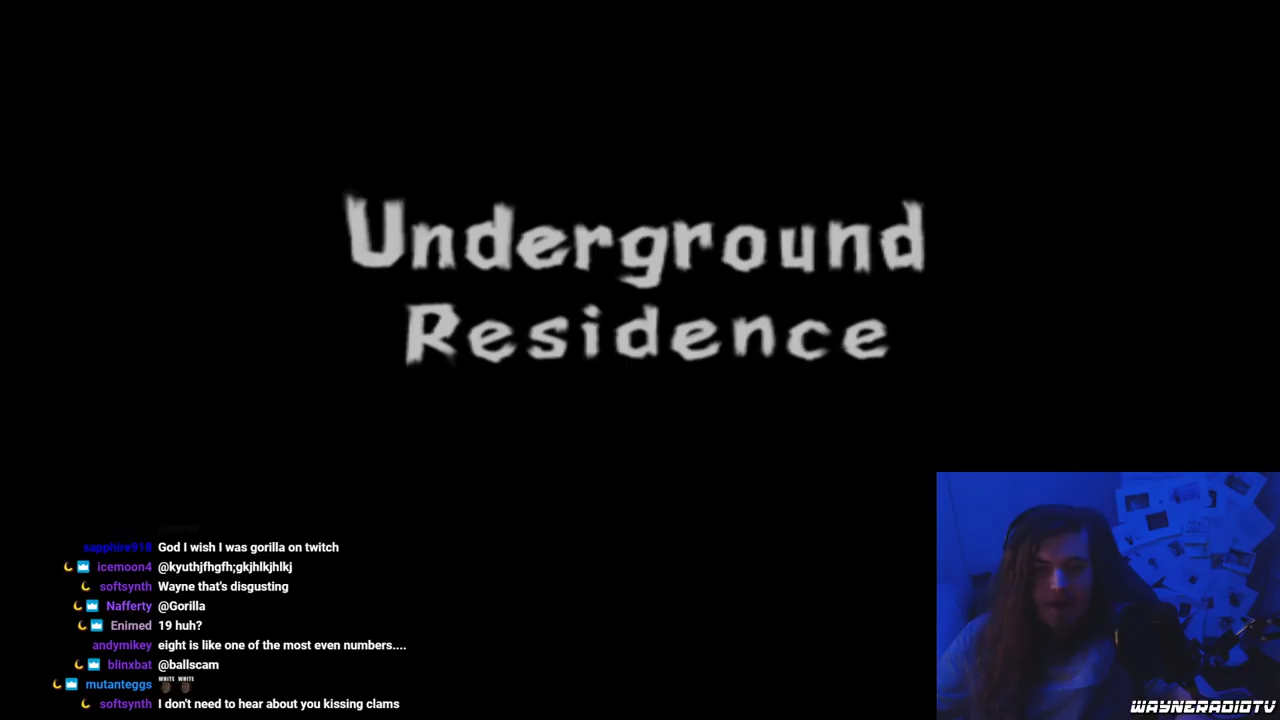 Underground
Residence
sapphire918 God I wish I was gorilla on twitch
icemoon4 @kyuthjfhgfh;gkjhlkjhlkj
softsynth Wayne that's disgusting
Nafferty @Gorilla
Enimed 19 huh?
andymikey eight is like one of the most even numbers....
blinxbat @ballscam
mutanteggs WHITE WHITE
softsynth I don't need to hear about you kissing clams
WAYNERADIOTV